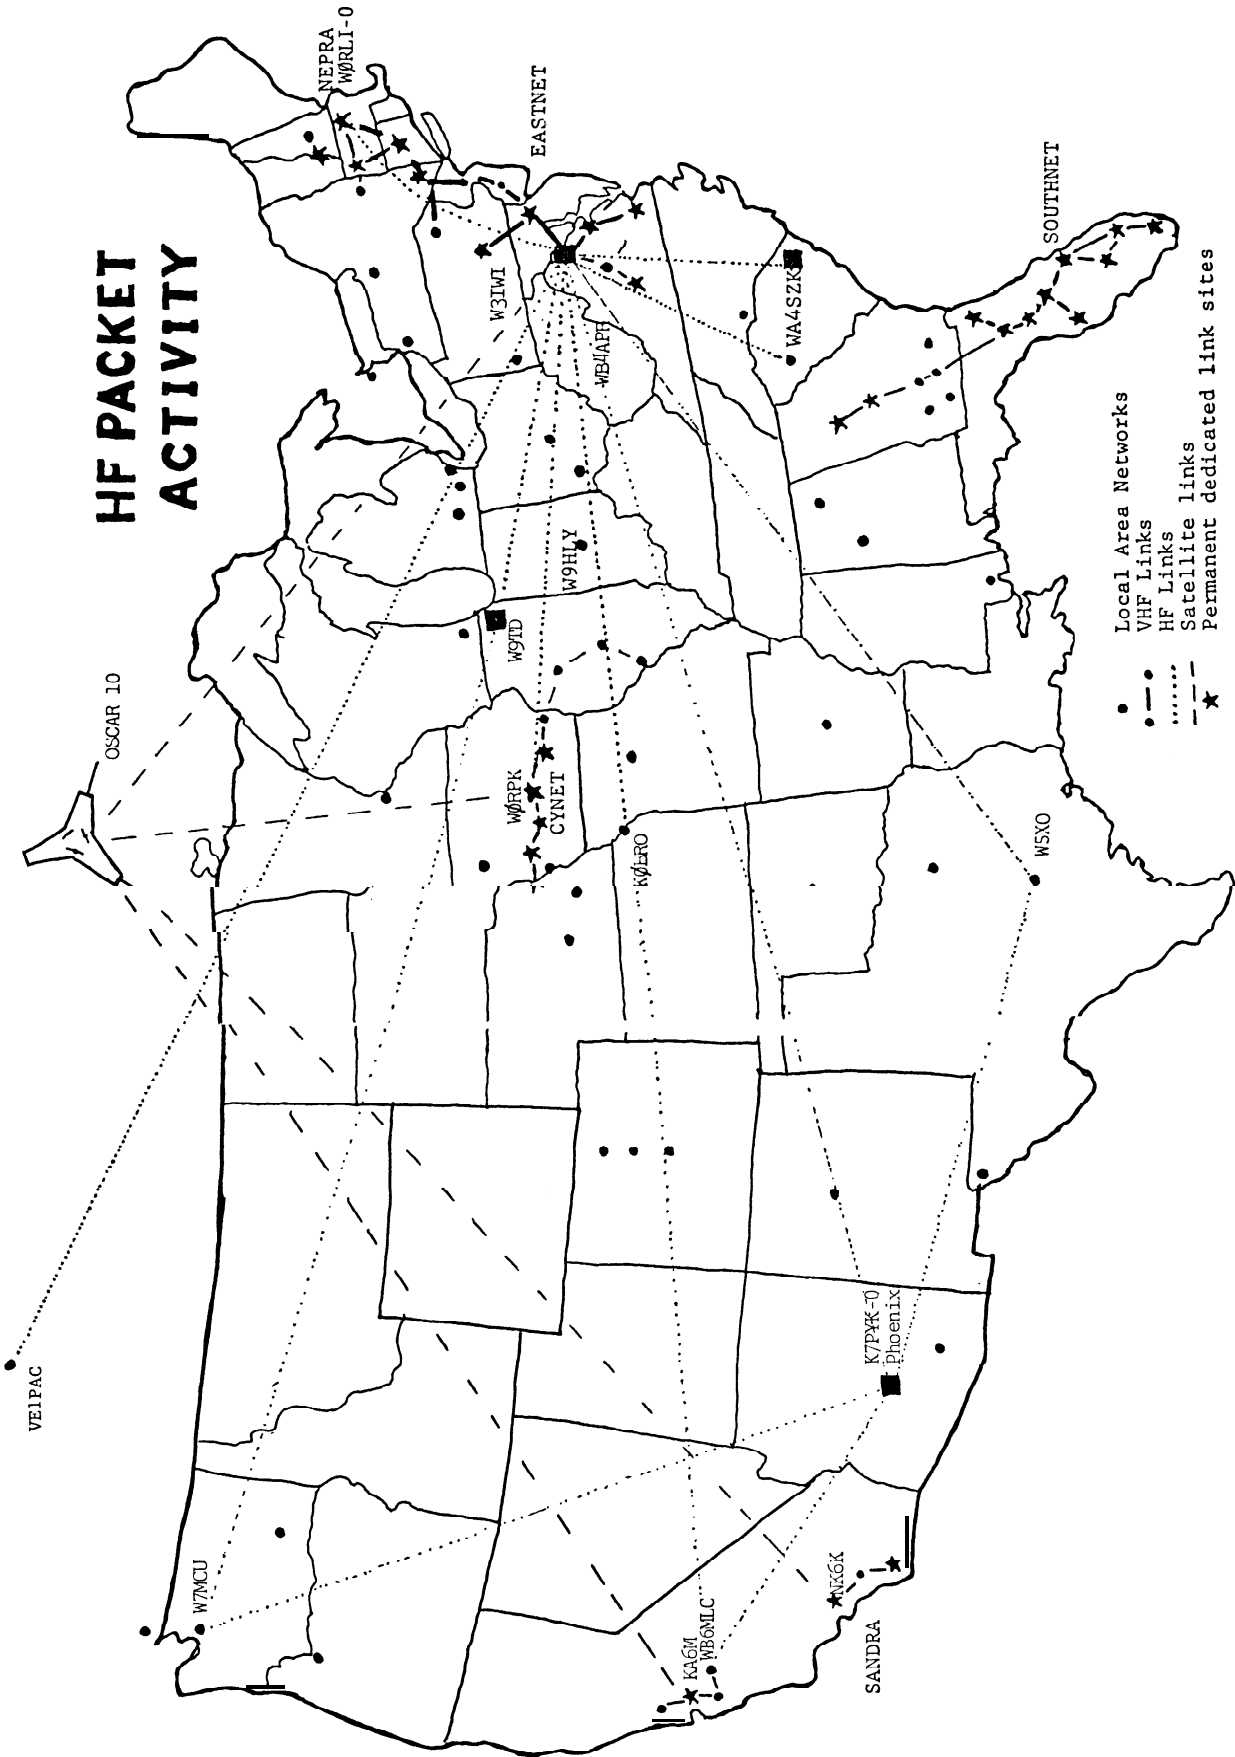 HF PACKET
ACTIVITY
OSCAR 10
VE1PAC
W7MCU
NEPRA
WØRLI-0
EASTNET
W3IWI
WB4APR
W9TD
W9HLY
WØRPK
CYNET
WA4SZK
SOUTHNET
W5XO
K7PYK-0
Phoenix
KA6M
WB6MLC
NK6K
SANDRA
Local Area Networks
VHF Links
HF Links
Satellite links
Permanent dedicated link sites